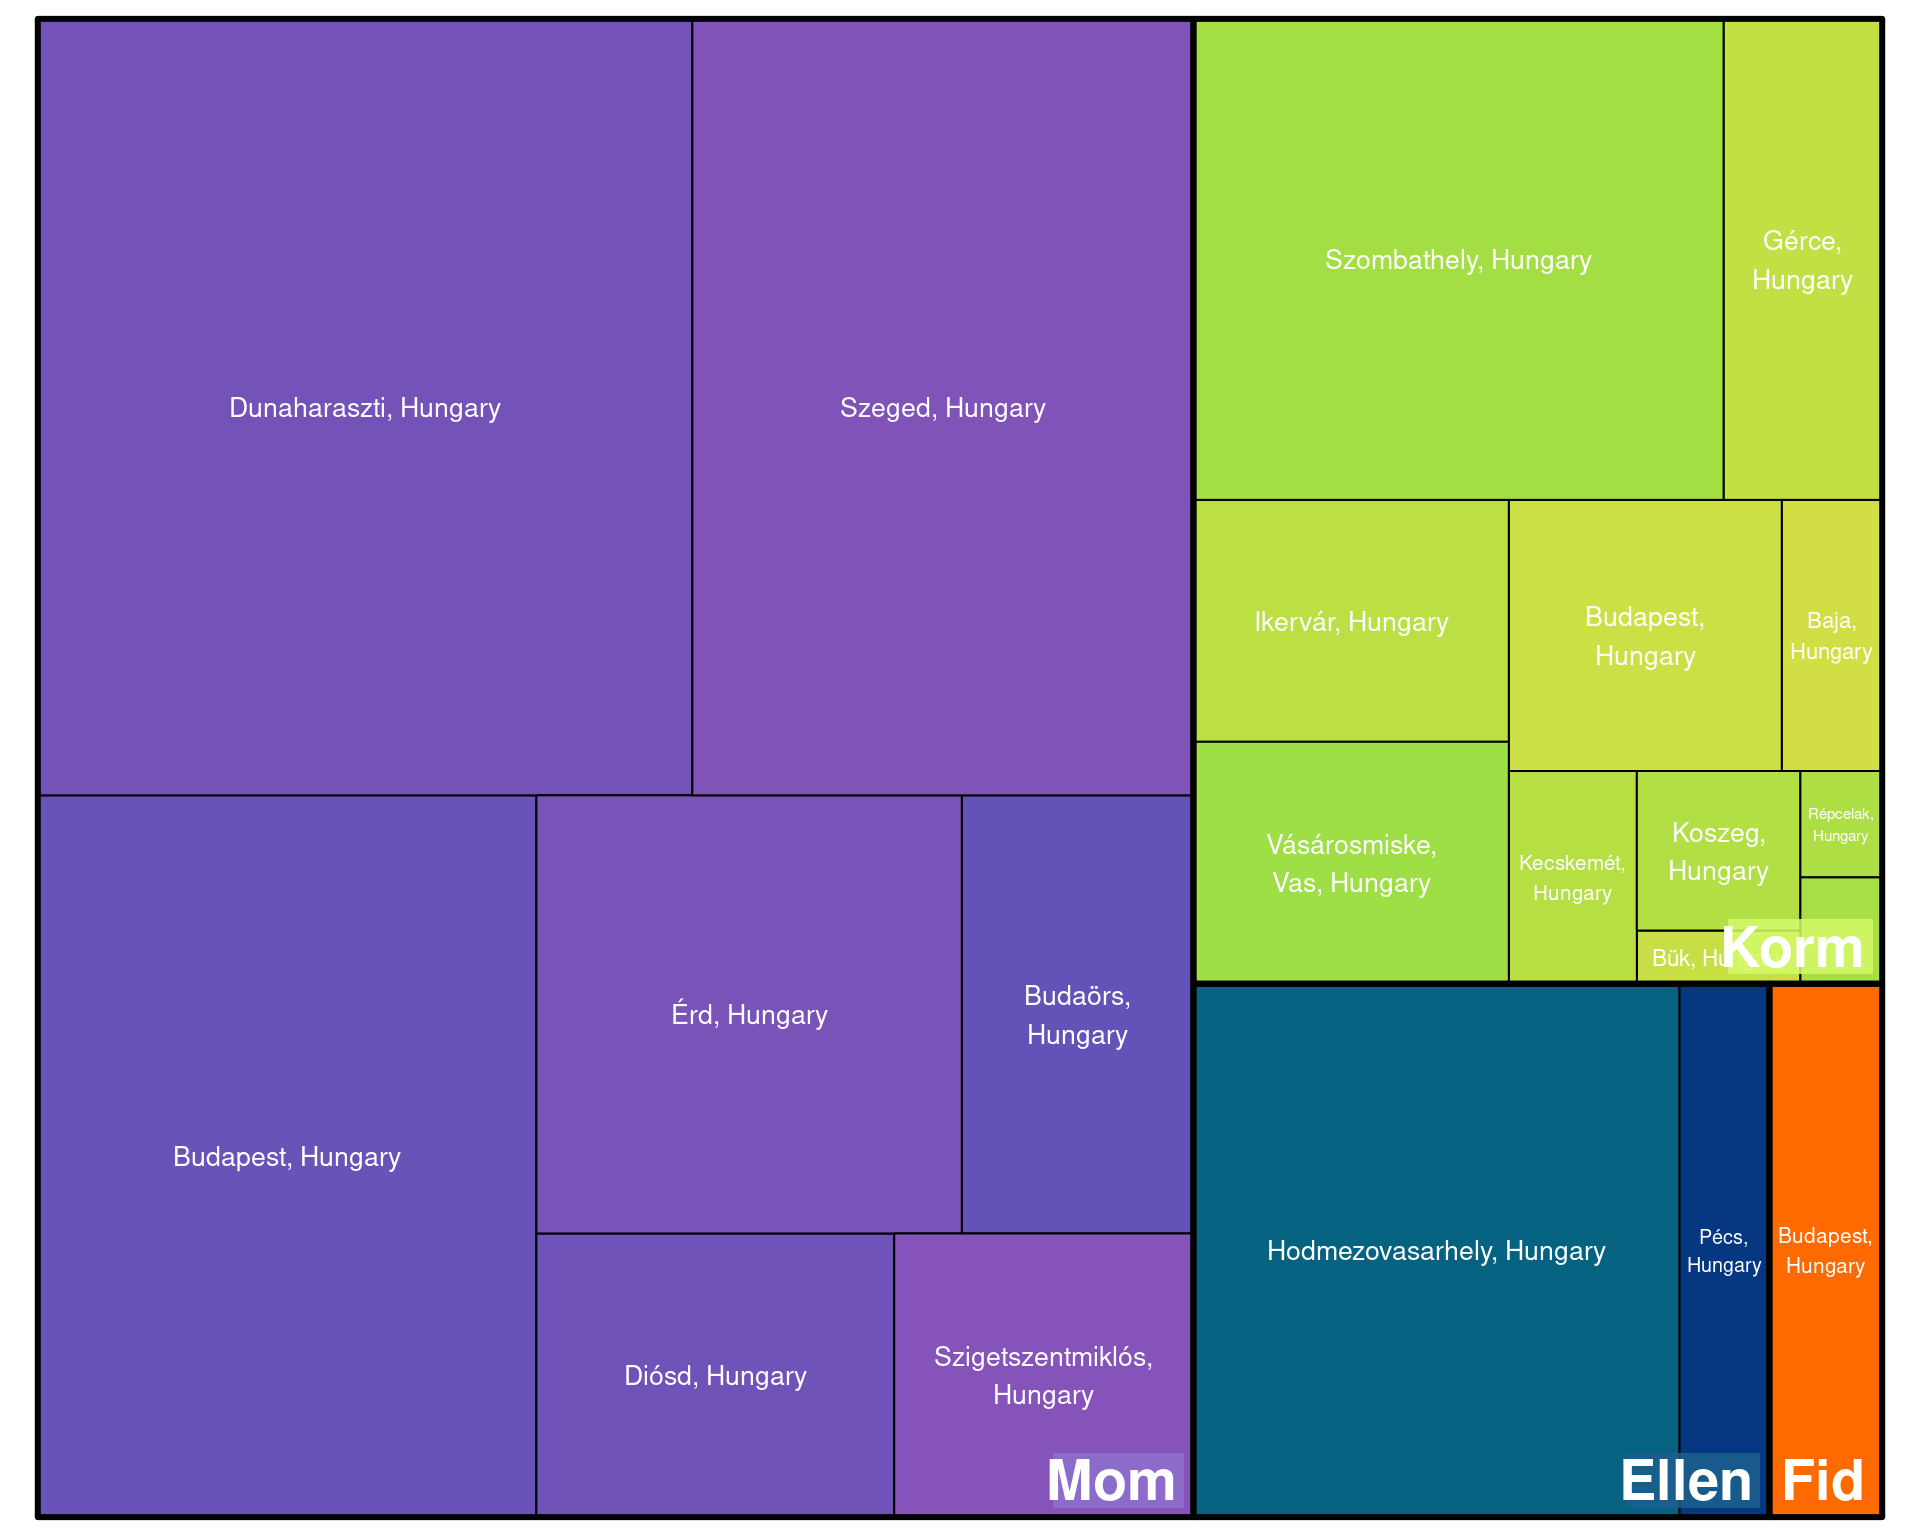 Dunaharaszti, Hungary
Szeged, Hungary
Budapest, Hungary
Érd, Hungary
Budaörs,
Hungary
Diósd, Hungary
Szigetszentmiklós,
Hungary
Mom
Szombathely, Hungary
Gérce,
Hungary
Ikervár, Hungary
Budapest,
Hungary
Baja,
Hungary
Vásárosmiske,
Vas, Hungary
Kecskemét,
Hungary
Koszeg,
Hungary
Répcelak,
Hungary
Bük,
Korm
Hodmezovasarhely, Hungary
Pécs,
Hungary
Ellen
Budapest,
Hungary
Fid